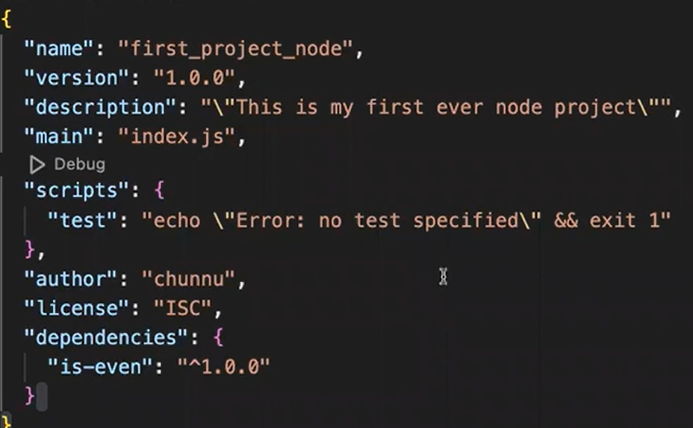 {
"name": "first_project_node",
"version": "1.0.0",
"description": "\"This is my first ever node project\"",
"main": "index.js",
Debug
"scripts": {
"test": "echo \"Error: no test specified\" && exit 1"
},
"author": "chunnu",
"license": "ISC",
"dependencies": {
"is-even": "^1.0.0"
}
}